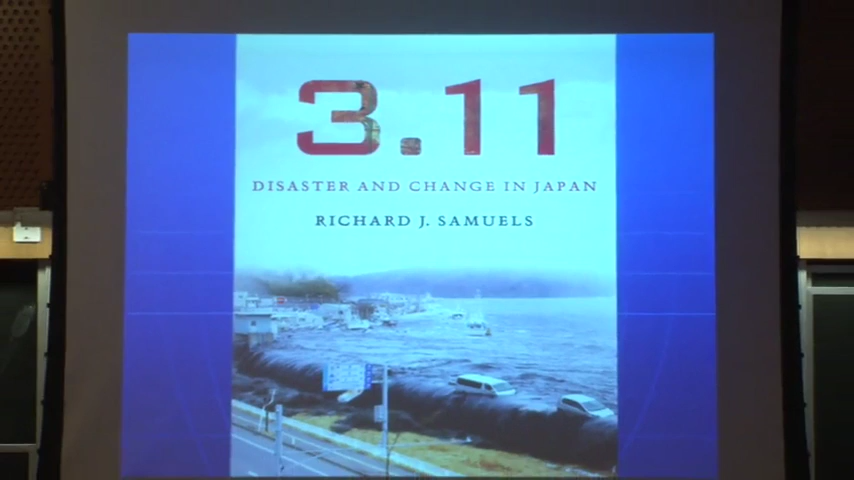 3.11
DISASTER AND CHANGE IN JAPAN
RICHARD J. SAMUELS